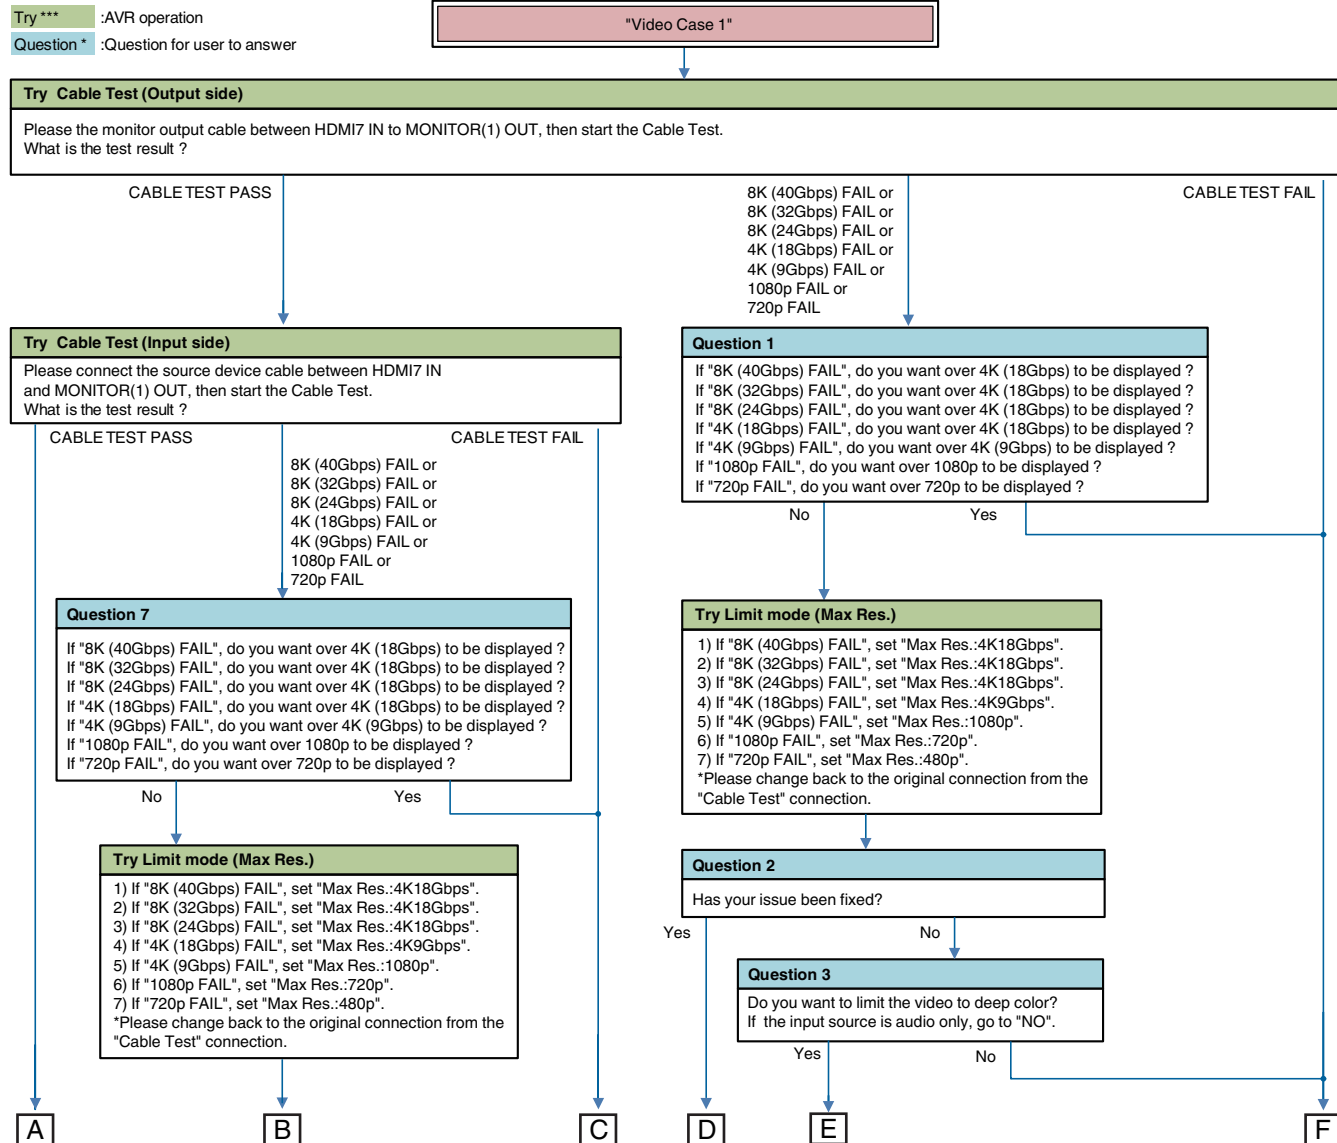 Try *** :AVR operation
Question * :Question for user to answer
"Video Case 1"
Try Cable Test (Output side)
Please the monitor output cable between HDMI7 IN to MONITOR(1) OUT, then start the Cable Test.
What is the test result ?
CABLE TEST PASS
8K (40Gbps) FAIL or
8K (32Gbps) FAIL or
8K (24Gbps) FAIL or
4K (18Gbps) FAIL or
4K (9Gbps) FAIL or
1080p FAIL or
720p FAIL
CABLE TEST FAIL
Try Cable Test (Input side)
Please connect the source device cable between HDMI7 IN
and MONITOR(1) OUT, then start the Cable Test.
What is the test result ?
CABLE TEST PASS
8K (40Gbps) FAIL or
8K (32Gbps) FAIL or
8K (24Gbps) FAIL or
4K (18Gbps) FAIL or
4K (9Gbps) FAIL or
1080p FAIL or
720p FAIL
CABLE TEST FAIL
Question 1
If "8K (40Gbps) FAIL", do you want over 4K (18Gbps) to be displayed ?
If "8K (32Gbps) FAIL", do you want over 4K (18Gbps) to be displayed ?
If "8K (24Gbps) FAIL", do you want over 4K (18Gbps) to be displayed ?
If "4K (18Gbps) FAIL", do you want over 4K (18Gbps) to be displayed ?
If "4K (9Gbps) FAIL", do you want over 4K (9Gbps) to be displayed ?
If "1080p FAIL", do you want over 1080p to be displayed ?
If "720p FAIL", do you want over 720p to be displayed ?
No
Yes
Question 7
If "8K (40Gbps) FAIL", do you want over 4K (18Gbps) to be displayed ?
If "8K (32Gbps) FAIL", do you want over 4K (18Gbps) to be displayed ?
If "8K (24Gbps) FAIL", do you want over 4K (18Gbps) to be displayed ?
If "4K (18Gbps) FAIL", do you want over 4K (18Gbps) to be displayed ?
If "4K (9Gbps) FAIL", do you want over 4K (9Gbps) to be displayed ?
If "1080p FAIL", do you want over 1080p to be displayed ?
If "720p FAIL", do you want over 720p to be displayed ?
No
Yes
Try Limit mode (Max Res.)
1) If "8K (40Gbps) FAIL", set "Max Res.:4K18Gbps".
2) If "8K (32Gbps) FAIL", set "Max Res.:4K18Gbps".
3) If "8K (24Gbps) FAIL", set "Max Res.:4K18Gbps".
4) If "4K (18Gbps) FAIL", set "Max Res.:4K9Gbps".
5) If "4K (9Gbps) FAIL", set "Max Res.:1080p".
6) If "1080p FAIL", set "Max Res.:720p".
7) If "720p FAIL", set "Max Res.:480p".
*Please change back to the original connection from the
"Cable Test" connection.
Try Limit mode (Max Res.)
1) If "8K (40Gbps) FAIL", set "Max Res.:4K18Gbps".
2) If "8K (32Gbps) FAIL", set "Max Res.:4K18Gbps".
3) If "8K (24Gbps) FAIL", set "Max Res.:4K18Gbps".
4) If "4K (18Gbps) FAIL", set "Max Res.:4K9Gbps".
5) If "4K (9Gbps) FAIL", set "Max Res.:1080p".
6) If "1080p FAIL", set "Max Res.:720p".
7) If "720p FAIL", set "Max Res.:480p".
*Please change back to the original connection from the
"Cable Test" connection.
Question 2
Has your issue been fixed?
Yes
No
Question 3
Do you want to limit the video to deep color?
If the input source is audio only, go to "NO".
Yes
No
A
B
C
D
E
F